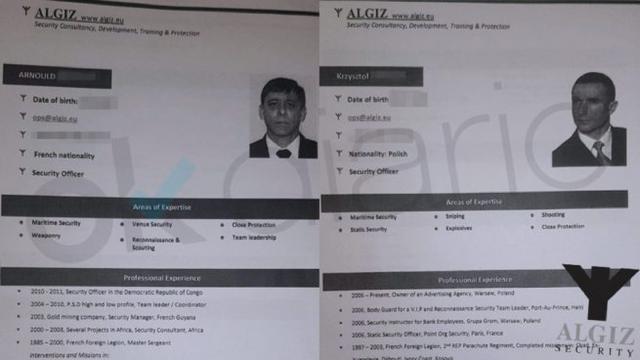 ALGIZ www.algiz.eu
Security Consultancy, Development, Training & Protection
ARNOULD
Date of birth:
ops@algiz.eu
French nationality
Security Officer
Areas of Expertise
Maritime Security
Venue Security
Close Protection
Weaponry
Reconnaissance & Scouting
Team leadership
Professional Experience
2010 - 2011, Security Officer in the Democratic Republic of Congo
2004 – 2010, P.S.D high and low profile, Team leader / Coordinator
2003, Gold mining company, Security Manager, French Guyana
2000 – 2003, Several Projects in Africa, Security Consultant, Africa
1985 – 2000, French Foreign Legion, Master Sergeant
Interventions and Missions in:
ALGIZ www.algiz.eu
Security Consultancy, Development, Training & Protection
Krzysztof
Date of birth
ops@algiz.eu
Nationality: Polish
Security Officer
Areas of Expertise
Maritime Security
Sniping
Shooting
Static Security
Explosives
Close Protection
Professional Experience
2006 – Present, Owner of an Advertising Agency, Warsaw, Poland
2006, Body Guard for a V.I.P and Reconnaissance Security Team Leader, Port-Au-Prince, Haiti
2006, Security Instructor for Bank Employees, Grupa Grom, Warsaw, Poland
2006, Static Security Officer, Point Org Security, Paris, France
1997 – 2003, French Foreign Legion, 2nd REP Parachute Regiment, Completed
Ivory Coast, Kosovo
okdiario
ALGIZ
SECURITY